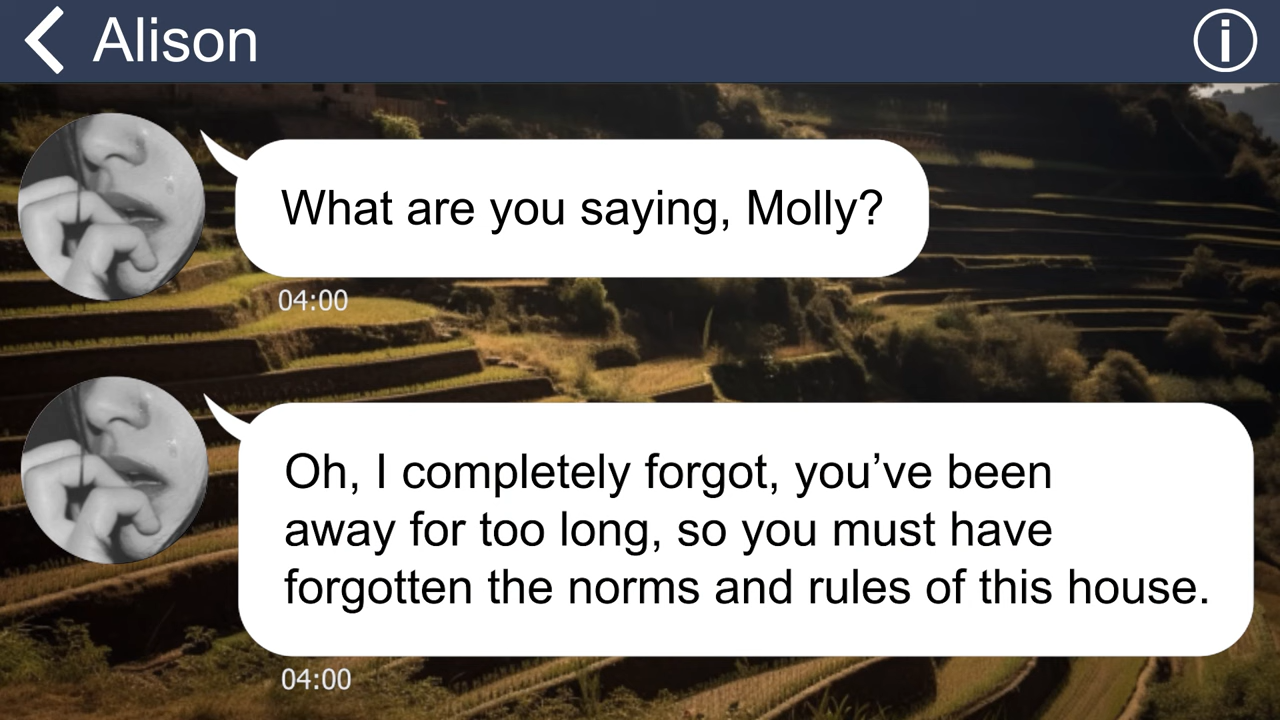 Alison
What are you saying, Molly?
04:00
Oh, I completely forgot, you’ve been
away for too long, so you must have
forgotten the norms and rules of this house.
04:00